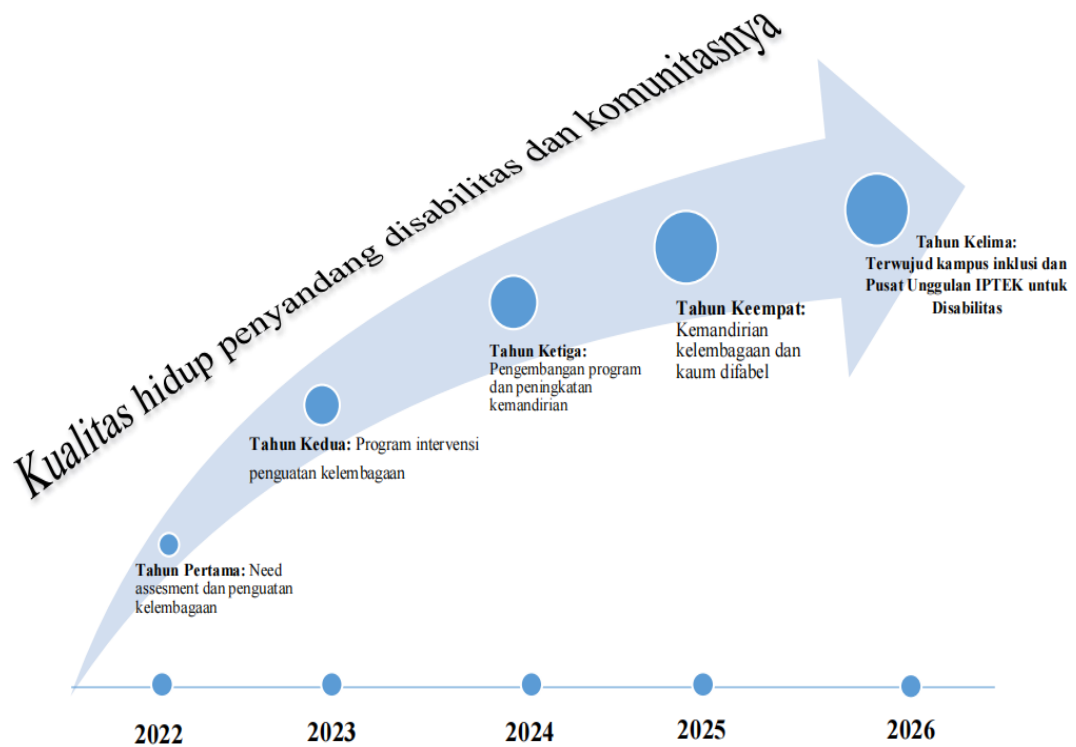 Kualitas hidup penyandang disabilitas dan komunitasnya
Tahun Pertama: Need
assesment dan penguatan
kelembagaan
Tahun Kedua: Program intervensi
penguatan kelembagaan
Tahun Ketiga:
Pengembangan program
dan peningkatan
kemandirian
Tahun Keempat:
Kemandirian
kelembagaan dan
kaum difabel
Tahun Kelima:
Terwujud kampus inklusi dan
Pusat Unggulan IPTEK untuk
Disabilitas
2022
2023
2024
2025
2026